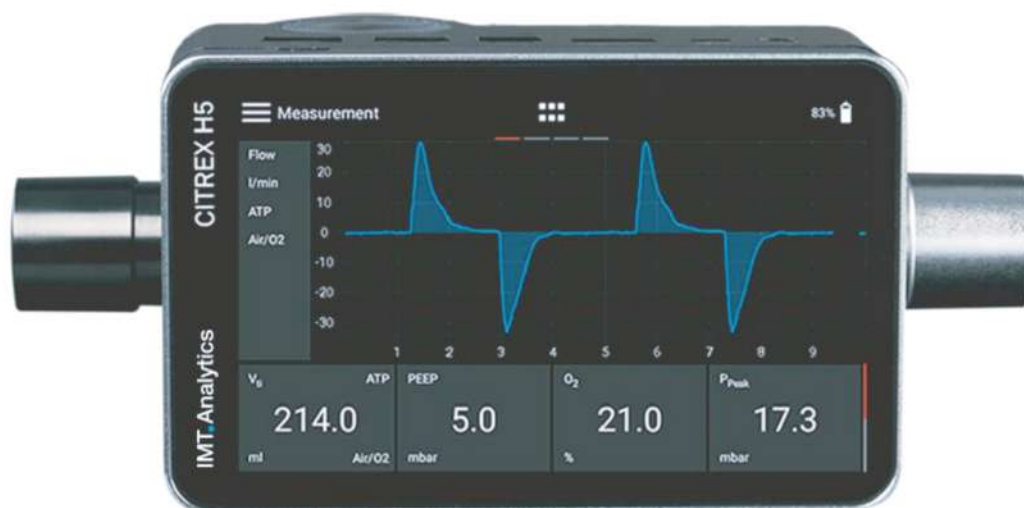 CITREX H5
IMT.Analytics
Measurement
83%
Flow
l/min
ATP
Air/O2
30
20
10
0
-10
-20
-30
1 2 3 4 5 6 7 8 9
Vti ATP
214.0
ml Air/O2
PEEP
5.0
mbar
O2
21.0
%
PPeak
17.3
mbar